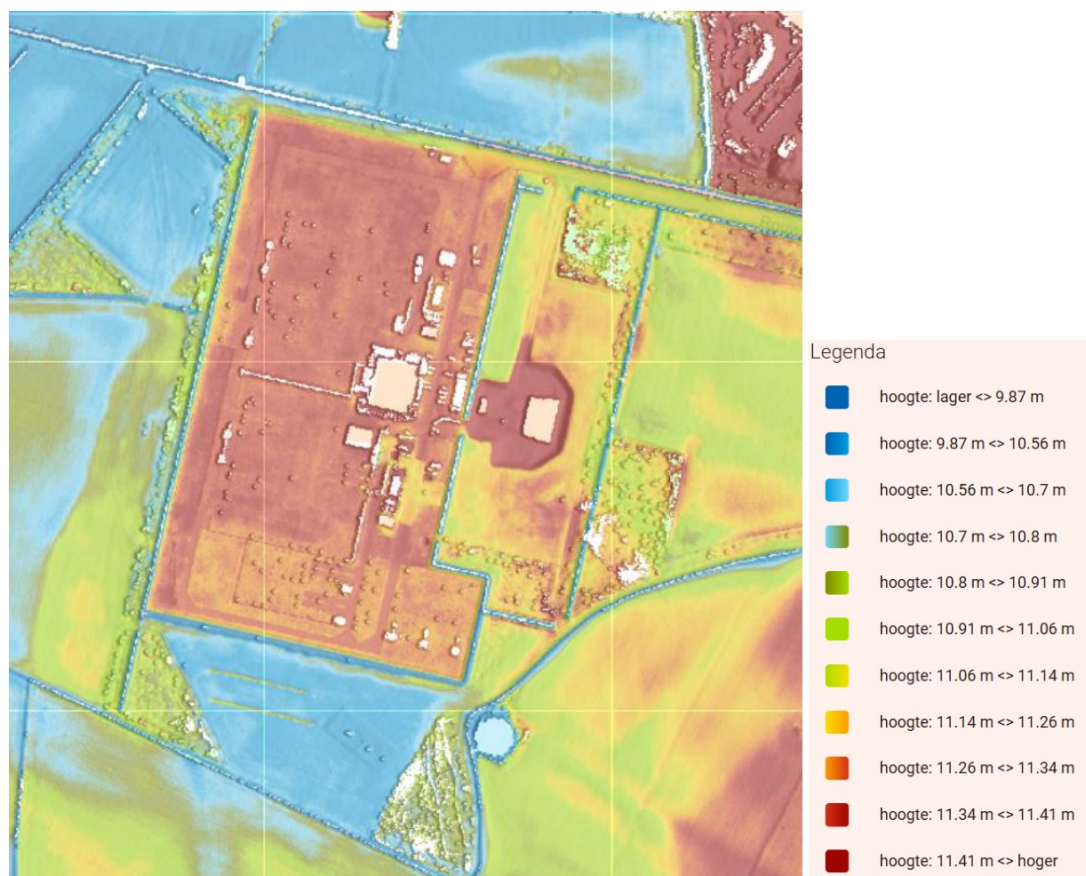 Legenda
hoogte: lager <> 9.87 m
hoogte: 9.87 m <> 10.56 m
hoogte: 10.56 m <> 10.7 m
hoogte: 10.7 m <> 10.8 m
hoogte: 10.8 m <> 10.91 m
hoogte: 10.91 m <> 11.06 m
hoogte: 11.06 m <> 11.14 m
hoogte: 11.14 m <> 11.26 m
hoogte: 11.26 m <> 11.34 m
hoogte: 11.34 m <> 11.41 m
hoogte: 11.41 m <> hoger